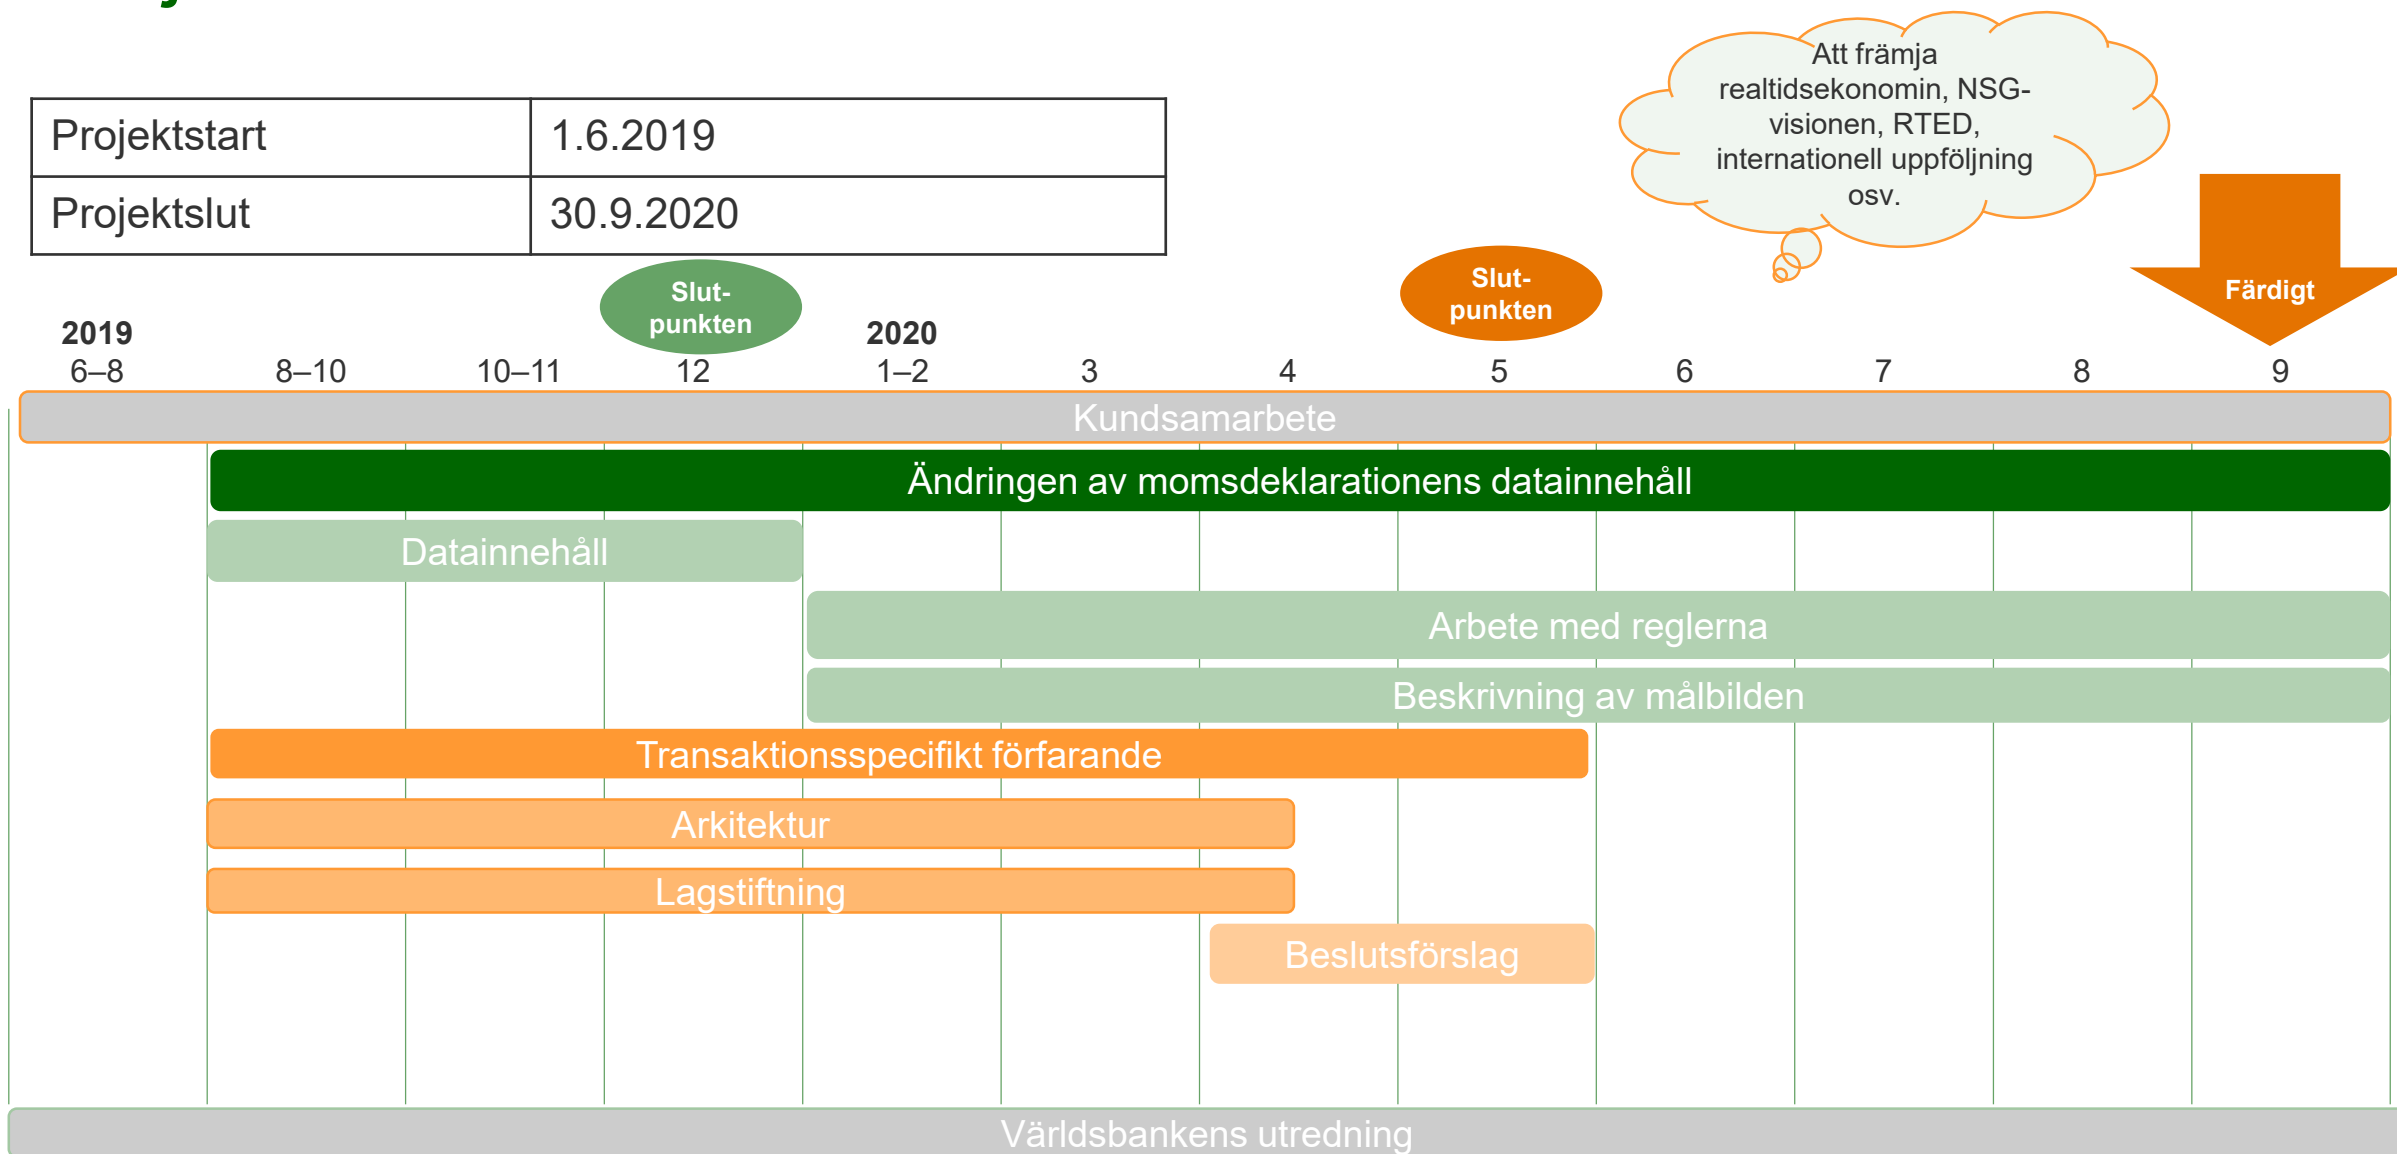 Att främja
realtidsekonomin, NSG-
visionen, RTED,
internationell uppföljning
osv.
Projektstart 1.6.2019
Projektslut 30.9.2020
Slut-
punkten
Slut-
punkten
Färdigt
2019 2020
6–8 8–10 10–11 12 1–2 3 4 5 6 7 8 9
Kundsamarbete
Ändringen av momsdeklarationens datainnehåll
Datainnehåll
Arbete med reglerna
Beskrivning av målbilden
Transaktionsspecifikt förfarande
Arkitektur
Lagstiftning
Beslutsförslag
Världsbankens utredning